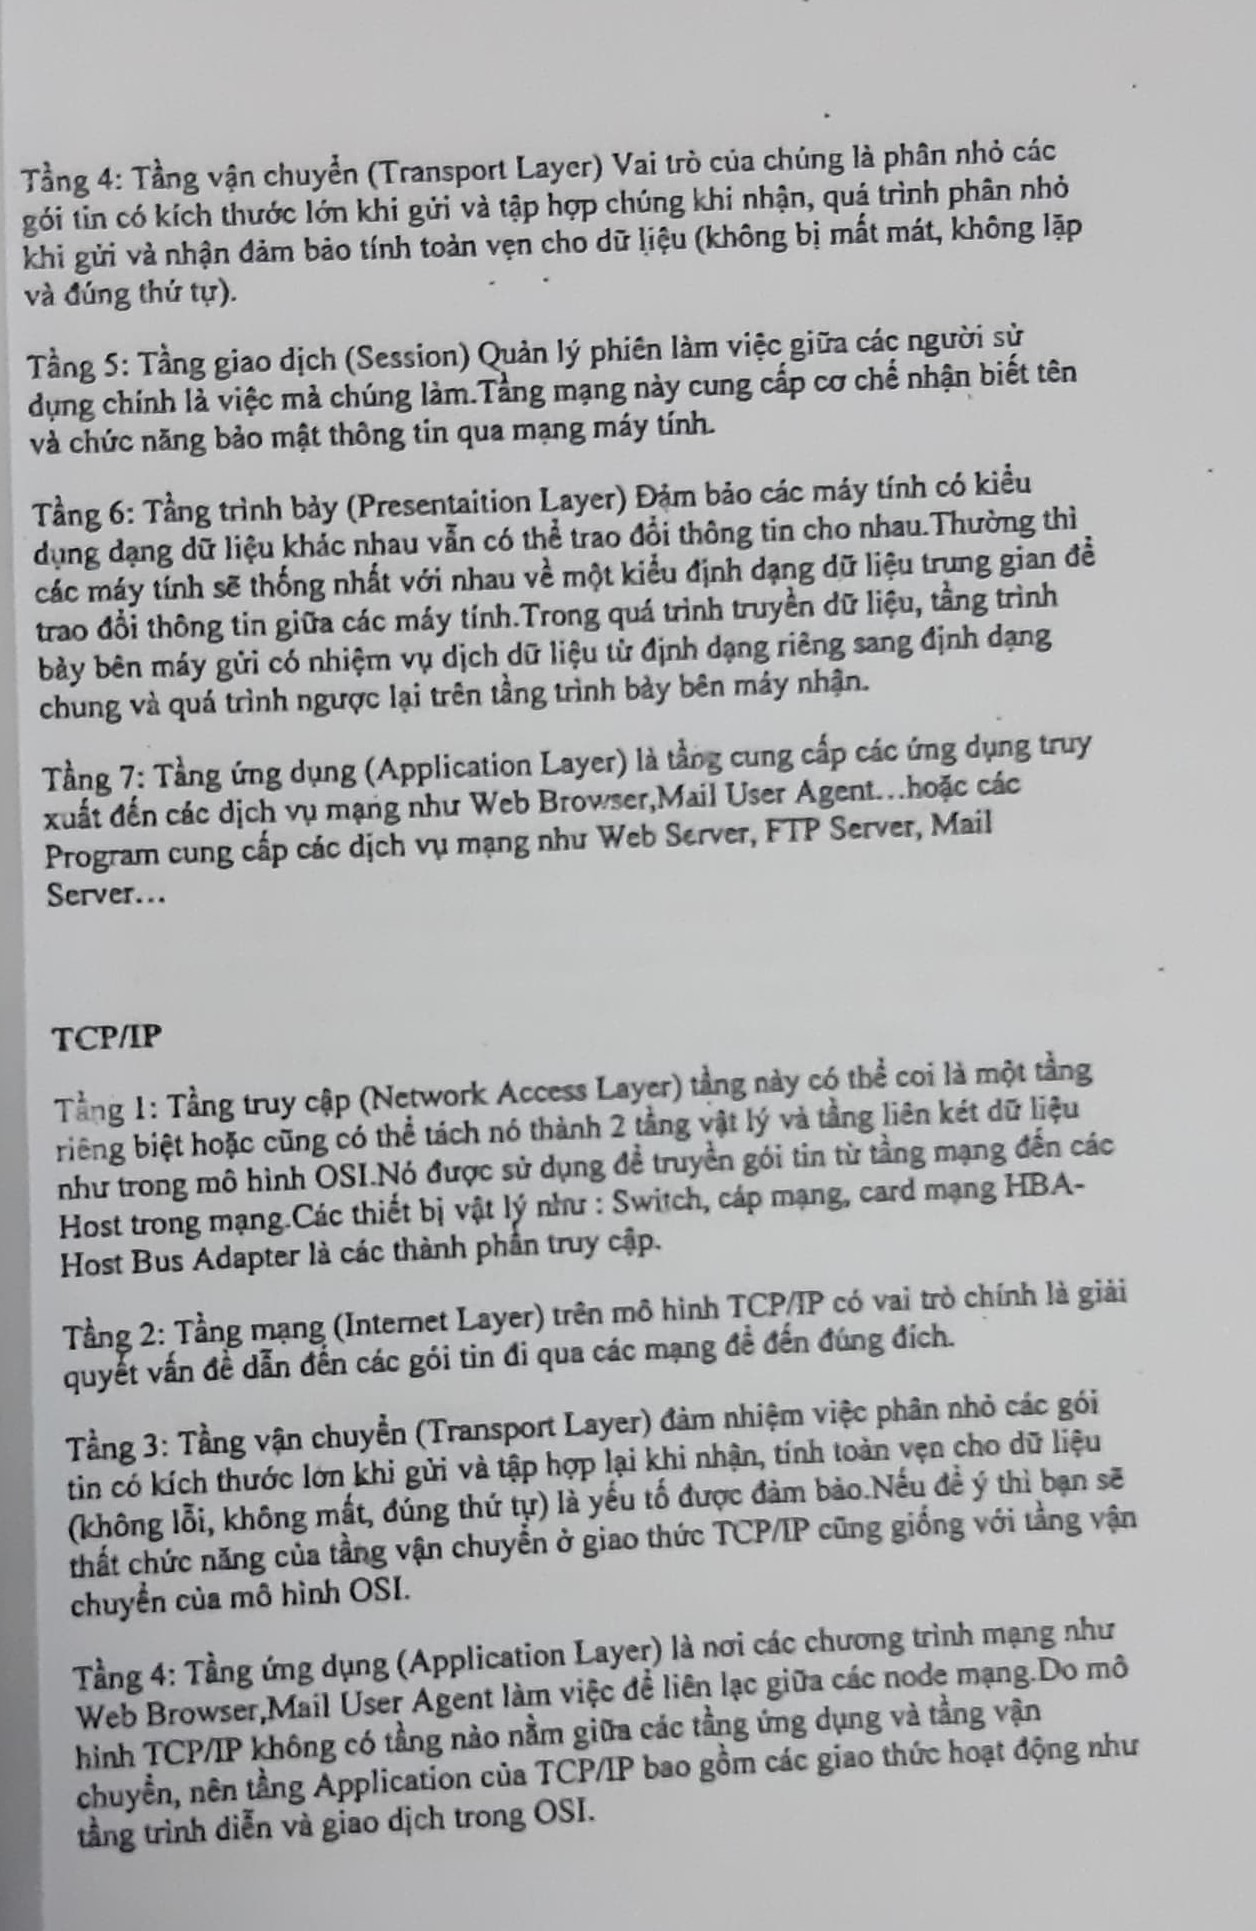 Tầng 4: Tầng vận chuyển (Transport Layer) Vai trò của chúng là phân nhỏ các
gói tin có kích thước lớn khi gửi và tập hợp chúng khi nhận, quá trình phân nhỏ
khi gửi và nhận đảm bảo tính toàn vẹn cho dữ liệu (không bị mất mát, không lặp
và đúng thứ tự).
Tầng 5: Tầng giao dịch (Session) Quản lý phiên làm việc giữa các người sử
dụng chính là việc mà chúng làm.Tầng mạng này cung cấp cơ chế nhận biết tên
và chức năng bảo mật thông tin qua mạng máy tính.
Tầng 6: Tầng trình bày (Presentaition Layer) Đảm bảo các máy tính có kiểu
dụng dạng dữ liệu khác nhau vẫn có thể trao đổi thông tin cho nhau.Thường thì
các máy tính sẽ thống nhất với nhau về một kiểu định dạng dữ liệu trung gian để
trao đổi thông tin giữa các máy tính.Trong quá trình truyền dữ liệu, tầng trình
bày bên máy gửi có nhiệm vụ dịch dữ liệu từ định dạng riêng sang định dạng
chung và quá trình ngược lại trên tầng trình bày bên máy nhận.
Tầng 7: Tầng ứng dụng (Application Layer) là tầng cung cấp các ứng dụng truy
xuất đến các dịch vụ mạng như Web Browser,Mail User Agent…hoặc các
Program cung cấp các dịch vụ mạng như Web Server, FTP Server, Mail
Server…
TCP/IP
Tầng 1: Tầng truy cập (Network Access Layer) tầng này có thể coi là một tầng
riêng biệt hoặc cũng có thể tách nó thành 2 tầng vật lý và tầng liên kết dữ liệu
như trong mô hình OSI.Nó được sử dụng để truyền gói tin từ tầng mạng đến các
Host trong mạng.Các thiết bị vật lý như : Switch, cáp mạng, card mạng HBA-
Host Bus Adapter là các thành phần truy cập.
Tầng 2: Tầng mạng (Internet Layer) trên mô hình TCP/IP có vai trò chính là giải
quyết vấn đề dẫn đến các gói tin đi qua các mạng để đến đúng đích.
Tầng 3: Tầng vận chuyển (Transport Layer) đảm nhiệm việc phân nhỏ các gói
tin có kích thước lớn khi gửi và tập hợp lại khi nhận, tính toàn vẹn cho dữ liệu
(không lỗi, không mất, đúng thứ tự) là yếu tố được đảm bảo.Nếu để ý thì bạn sẽ
thất chức năng của tầng vận chuyển ở giao thức TCP/IP cũng giống với tầng vận
chuyển của mô hình OSI.
Tầng 4: Tầng ứng dụng (Application Layer) là nơi các chương trình mạng như
Web Browser,Mail User Agent làm việc để liên lạc giữa các node mạng.Do mô
hình TCP/IP không có tầng nào nằm giữa các tầng ứng dụng và tầng vận
chuyển, nên tầng Application của TCP/IP bao gồm các giao thức hoạt động như
tầng trình diễn và giao dịch trong OSI.